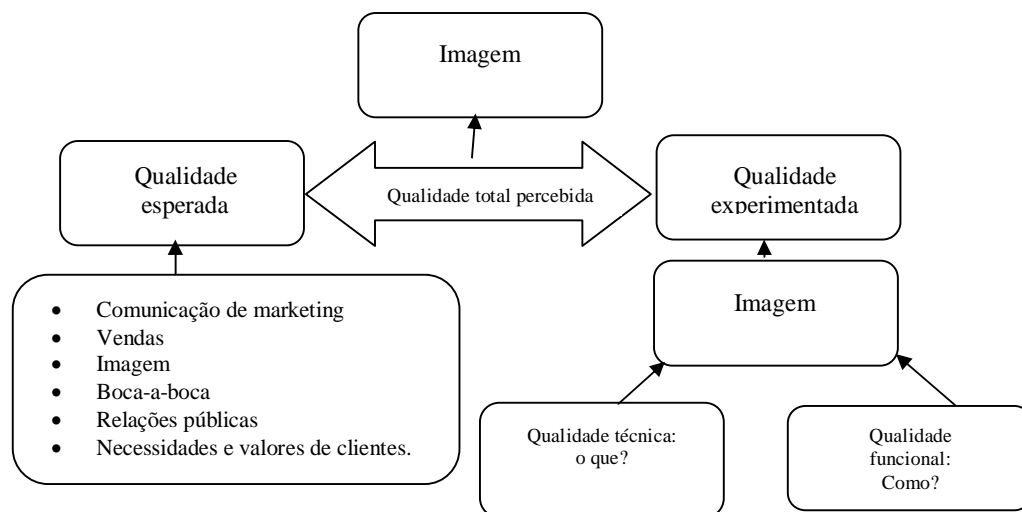 Imagem
Qualidade
esperada
Qualidade total percebida
Qualidade
experimentada
• Comunicação de marketing
• Vendas
• Imagem
• Boca-a-boca
• Relações públicas
• Necessidades e valores de clientes.
Imagem
Qualidade técnica:
o que?
Qualidade
funcional:
Como?